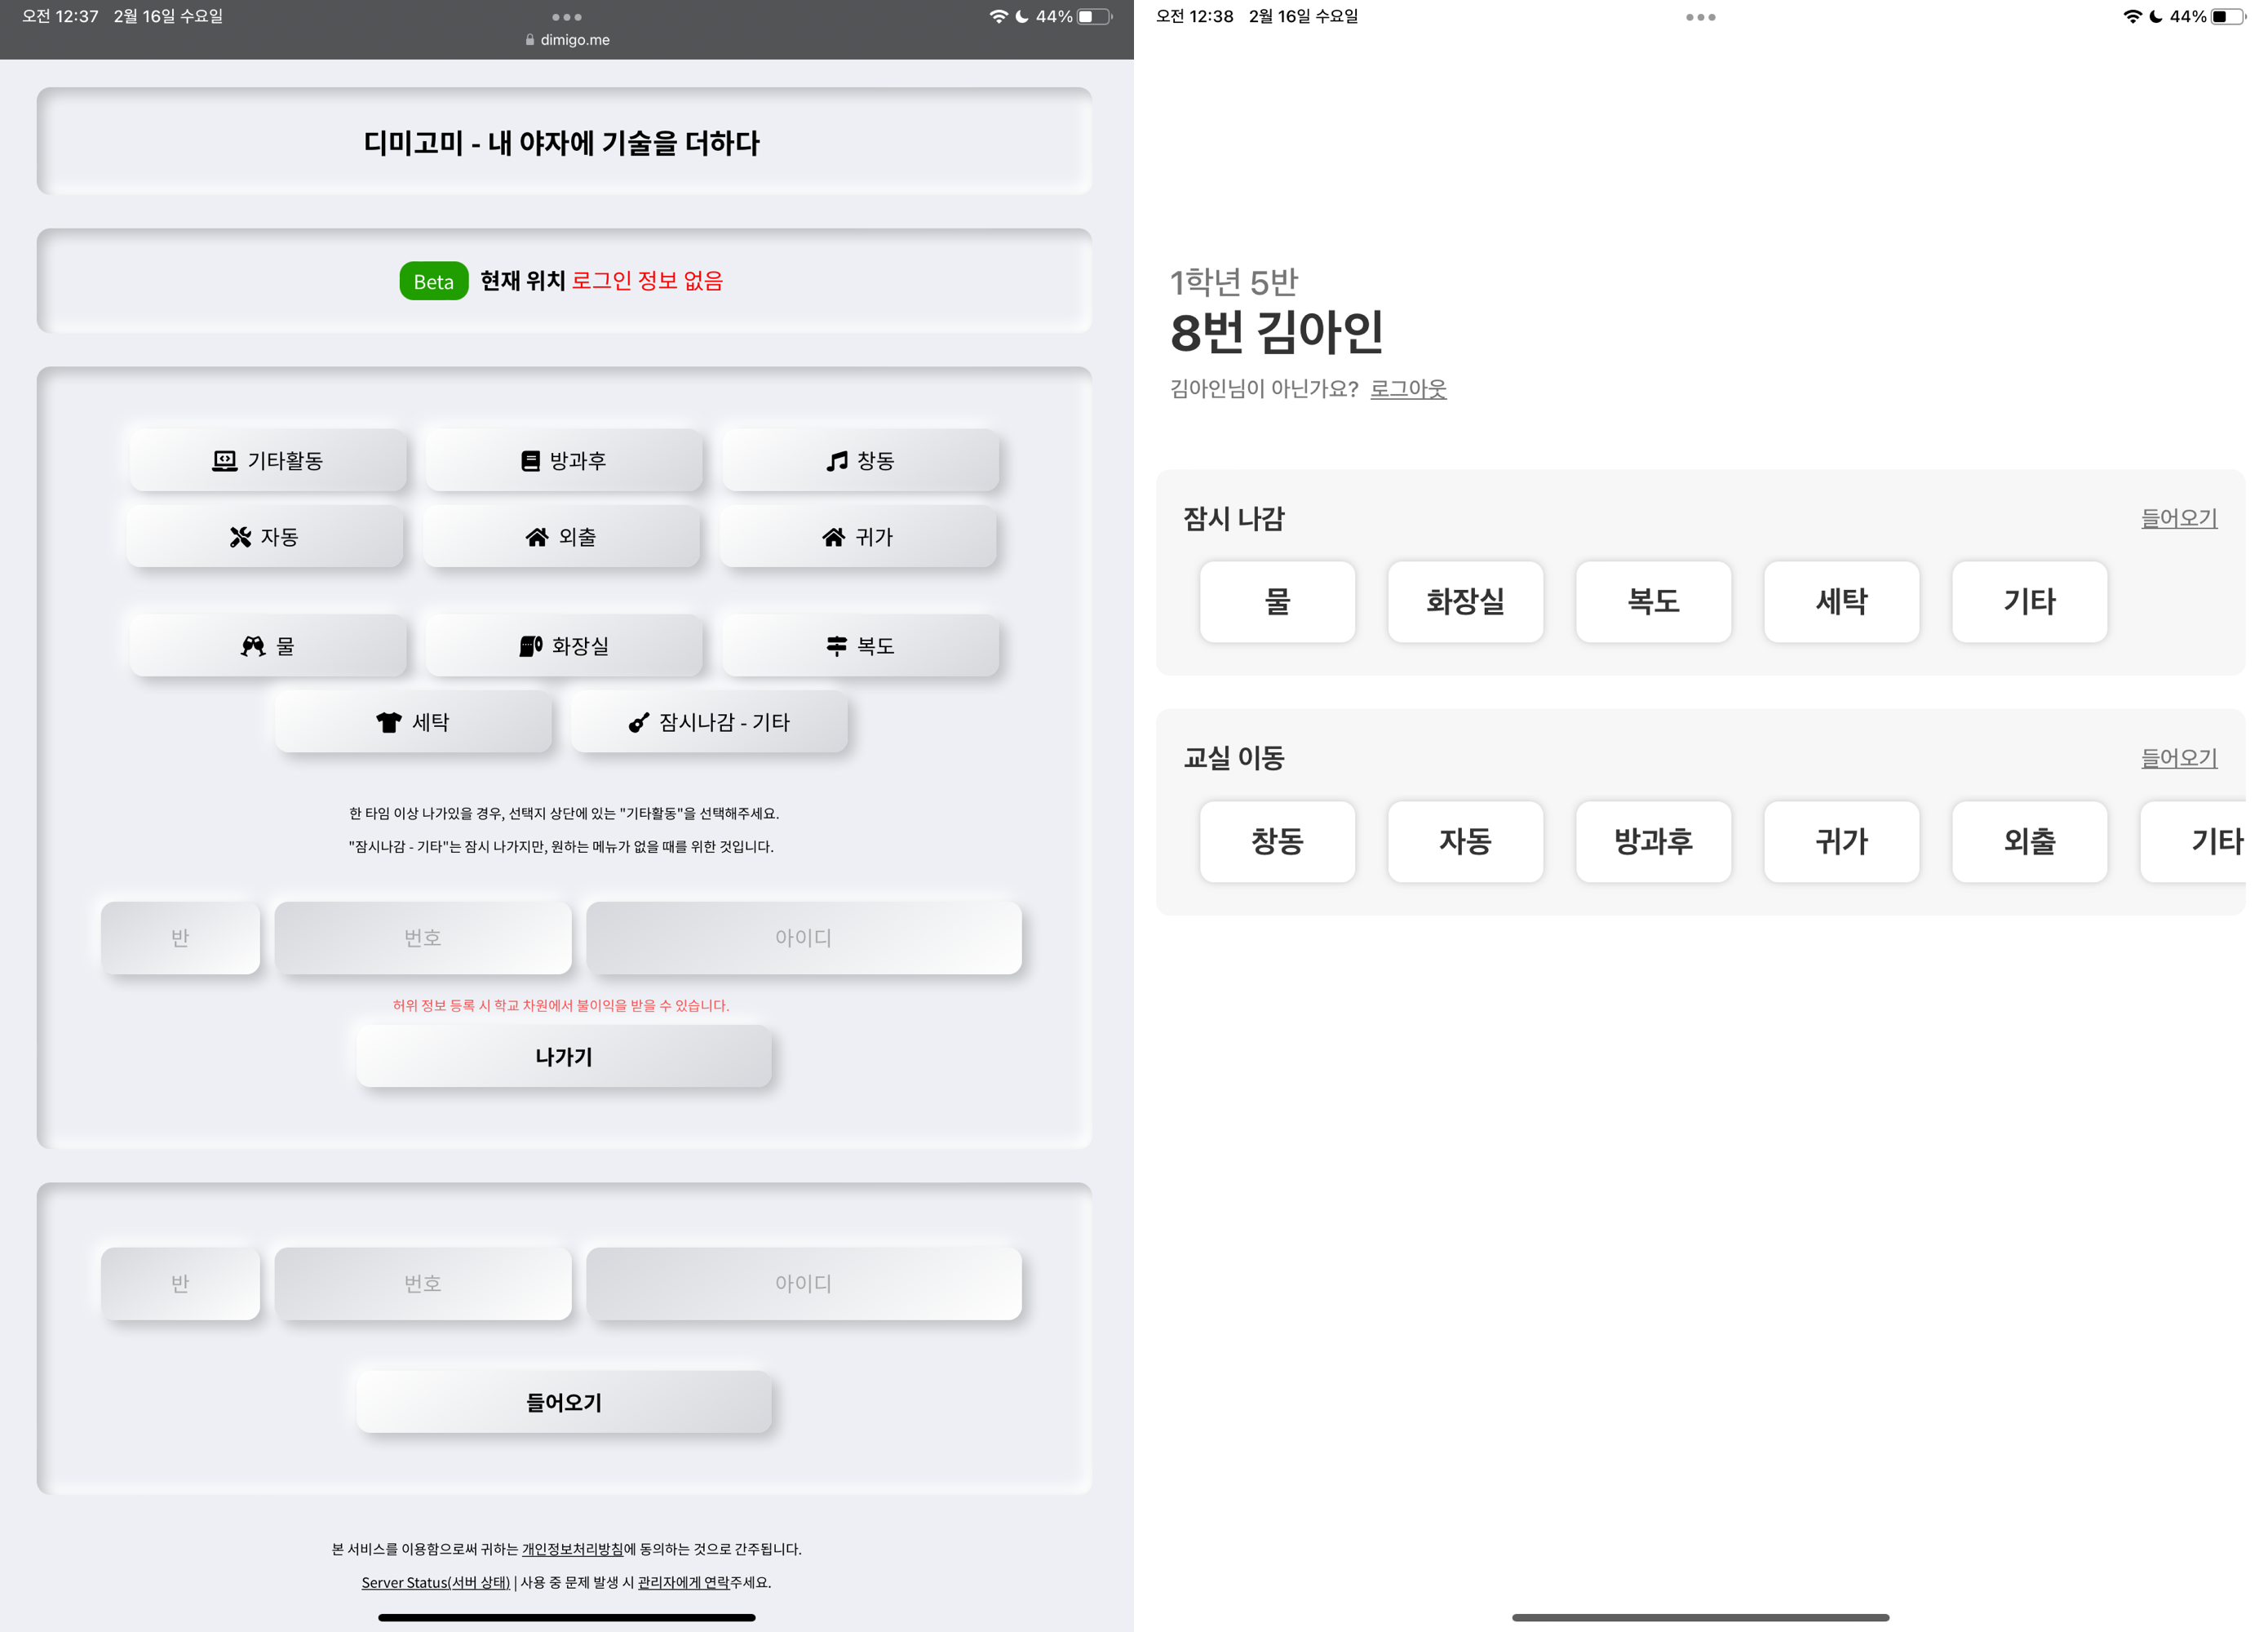 오전 12:37 2월 16일 수요일
44%
dimigo.me
디미고미 - 내 야자에 기술을 더하다
Beta 현재 위치 로그인 정보 없음
기타활동 방과후 창동
자동 외출 귀가
물 화장실 복도
세탁 잠시나감 - 기타
한 타임 이상 나가있을 경우, 선택지 상단에 있는 "기타활동"을 선택해주세요.
"잠시나감 - 기타"는 잠시 나가지만, 원하는 메뉴가 없을 때를 위한 것입니다.
반 번호 아이디
허위 정보 등록 시 학교 차원에서 불이익을 받을 수 있습니다.
나가기
반 번호 아이디
들어오기
본 서비스를 이용함으로써 귀하는 개인정보처리방침에 동의하는 것으로 간주됩니다.
Server Status(서버 상태) | 사용 중 문제 발생 시 관리자에게 연락주세요.
오전 12:38 2월 16일 수요일
44%
1학년 5반
8번 김아인
김아인님이 아닌가요? 로그아웃
잠시 나감 들어오기
물 화장실 복도 세탁 기타
교실 이동 들어오기
창동 자동 방과후 귀가 외출 기타